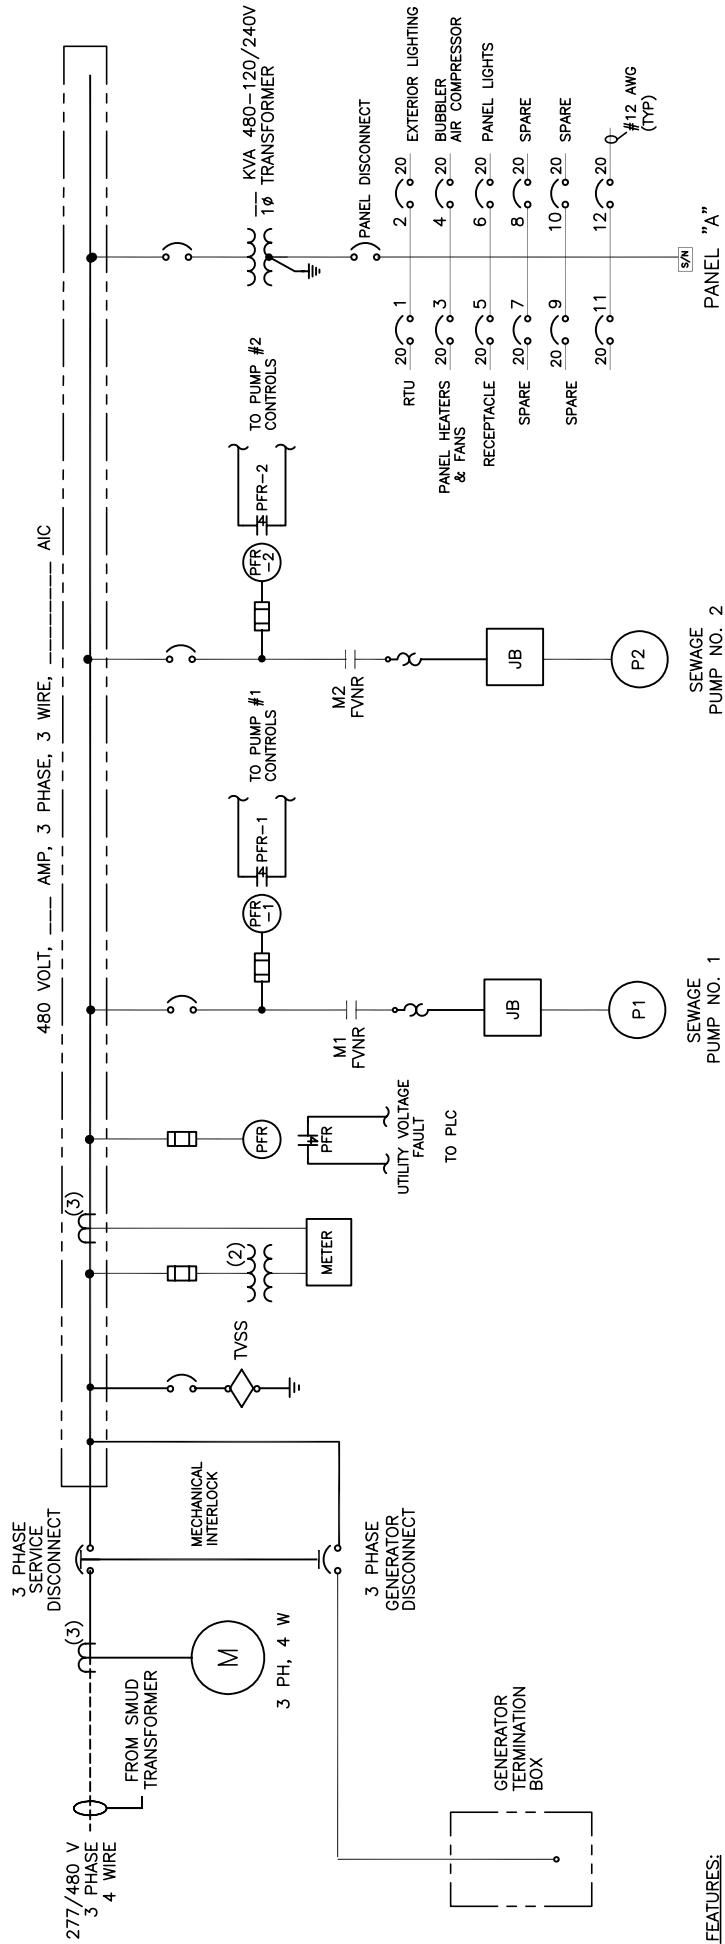 277/480 V
3 PHASE
4 WIRE
FROM SMUD
TRANSFORMER
(3)
M
3 PH, 4 W
3 PHASE
SERVICE
DISCONNECT
MECHANICAL
INTERLOCK
3 PHASE
GENERATOR
DISCONNECT
GENERATOR
TERMINATION
BOX
480 VOLT, ___ AMP, 3 PHASE, 3 WIRE, __________ AIC
TVSS
(3)
(2)
METER
PFR
PFR
UTILITY VOLTAGE
FAULT
TO PLC
PFR
-1
PFR-1
TO PUMP #1
CONTROLS
M1
FVNR
JB
P1
SEWAGE
PUMP NO. 1
PFR
-2
PFR-2
TO PUMP #2
CONTROLS
M2
FVNR
JB
P2
SEWAGE
PUMP NO. 2
__ KVA 480-120/240V
1ø TRANSFORMER
PANEL DISCONNECT
RTU 20 1 2 20 EXTERIOR LIGHTING
PANEL HEATERS
& FANS
20 3 4 20
BUBBLER
AIR COMPRESSOR
RECEPTACLE 20 5 6 20 PANEL LIGHTS
SPARE 20 7 8 20 SPARE
SPARE 20 9 10 20 SPARE
20 11 12 20
#12 AWG
(TYP)
S/N
PANEL "A"
FEATURES: